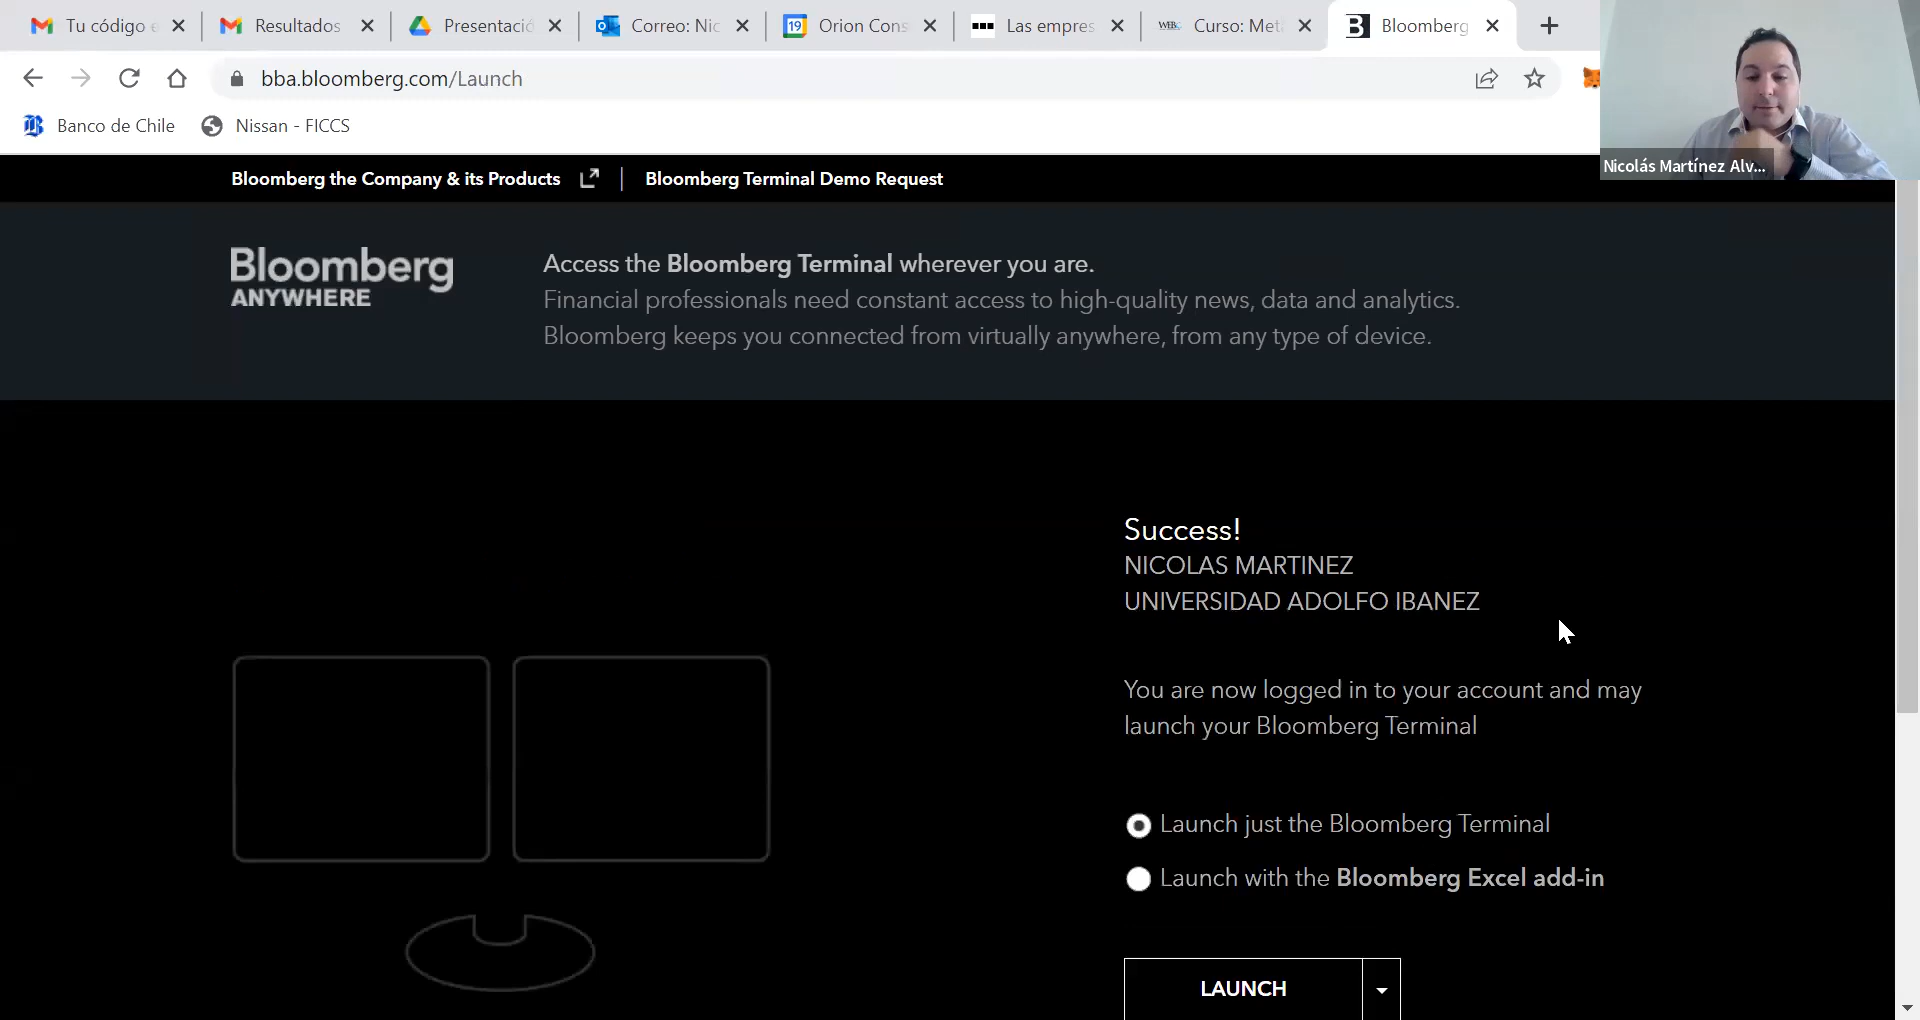 Tu código e
Resultados
Presentació
Correo: Nic
19
Orion Cons
Las empres
WEBC
Curso: Met
Bloomberg
bba.bloomberg.com/Launch
Banco de Chile
Nissan - FICCS
Nicolás Martínez Alv...
Bloomberg the Company & its Products
Bloomberg Terminal Demo Request
Bloomberg
ANYWHERE
Access the Bloomberg Terminal wherever you are.
Financial professionals need constant access to high-quality news, data and analytics.
Bloomberg keeps you connected from virtually anywhere, from any type of device.
Success!
NICOLAS MARTINEZ
UNIVERSIDAD ADOLFO IBANEZ
You are now logged in to your account and may
launch your Bloomberg Terminal
Launch just the Bloomberg Terminal
Launch with the Bloomberg Excel add-in
LAUNCH